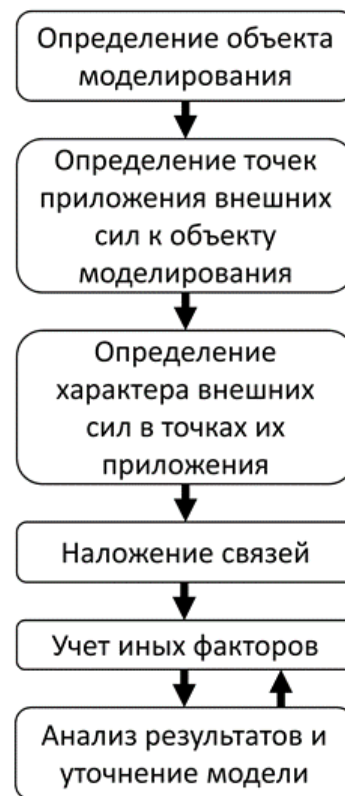 Определение объекта
моделирования
Определение точек
приложения внешних
сил к объекту
моделирования
Определение
характера внешних
сил в точках их
приложения
Наложение связей
Учет иных факторов
Анализ результатов и
уточнение модели